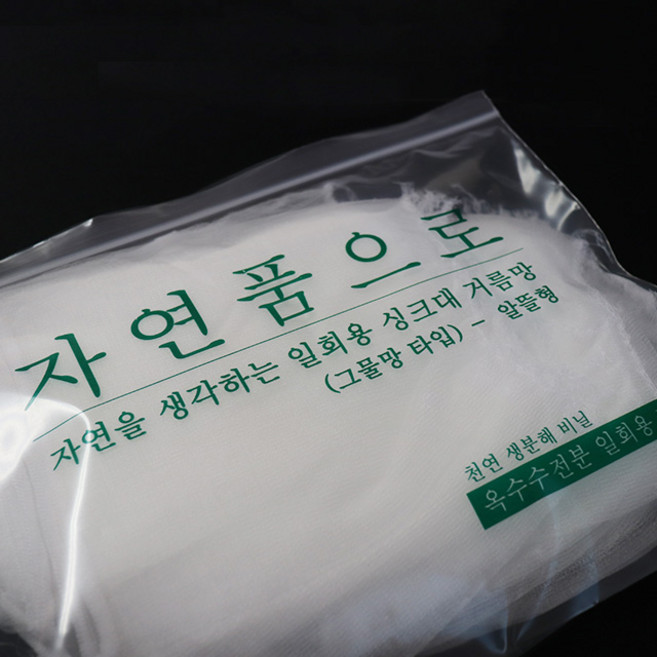 자연품으로
자연을 생각하는 일회용 싱크대 거름망
(그물망 타입) - 알뜰형
천연 생분해 비닐
옥수수전분 일회용